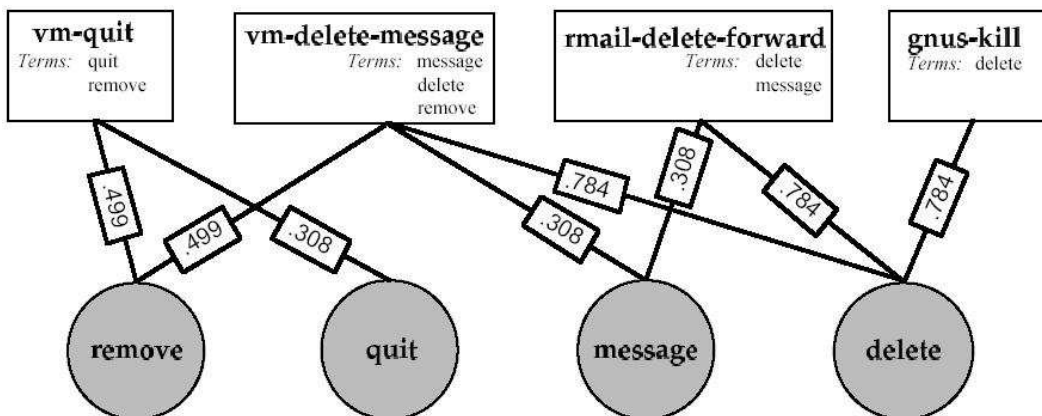 vm-quit
Terms: quit
remove
vm-delete-message
Terms: message
delete
remove
rmail-delete-forward
Terms: delete
message
gnus-kill
Terms: delete
.499
.499
.308
.784
.308
.308
.784
.784
remove
quit
message
delete